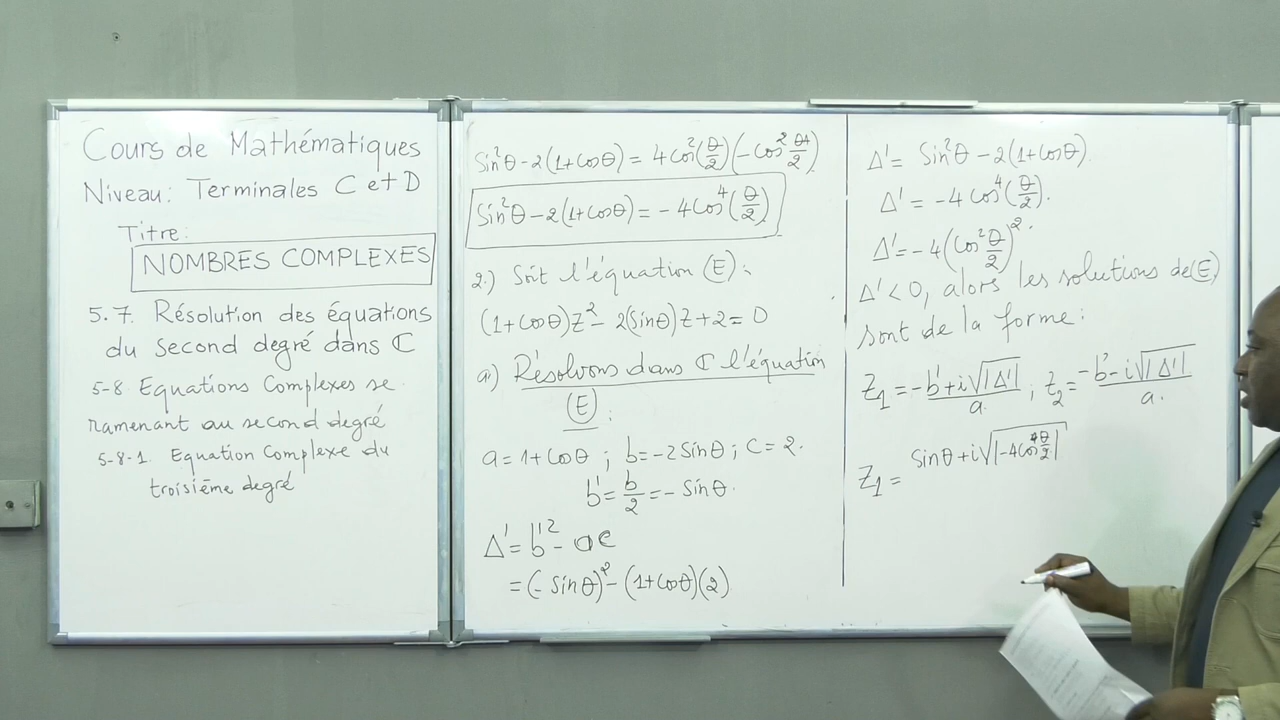 Cours de Mathématiques
Niveau: Terminales C et D
Titre:
NOMBRES COMPLEXES
5.7. Résolution des équations
du second degré dans ℂ
5-8 Equations Complexes se
ramenant au second degré
5-8-1. Equation Complexe du
troisième degré
Sin²θ-2(1+cosθ) = 4cos²(θ/2)(-cos²θ/2)
Sin²θ-2(1+cosθ) = -4cos⁴(θ/2)
2.) Soit l'équation (E):
(1+cosθ)Z²-2(sinθ)Z+2=0
a) Résolvons dans ℂ l'équation
(E):
a=1+cosθ; b=-2sinθ; c=2.
b'=b/2=-sinθ.
Δ'=b'²-ac
=(-sinθ)²-(1+cosθ)(2)
Δ'= Sin²θ-2(1+cosθ).
Δ'=-4cos⁴(θ/2).
Δ'=-4(cos²θ/2)².
Δ'<0, alors les solutions de (E)
sont de la forme:
Z₁=(-b'+i√|Δ'|)/a.; Z₂=(-b'-i√|Δ'|)/a.
Z₁= sinθ+i√|-4cos⁴θ/2|